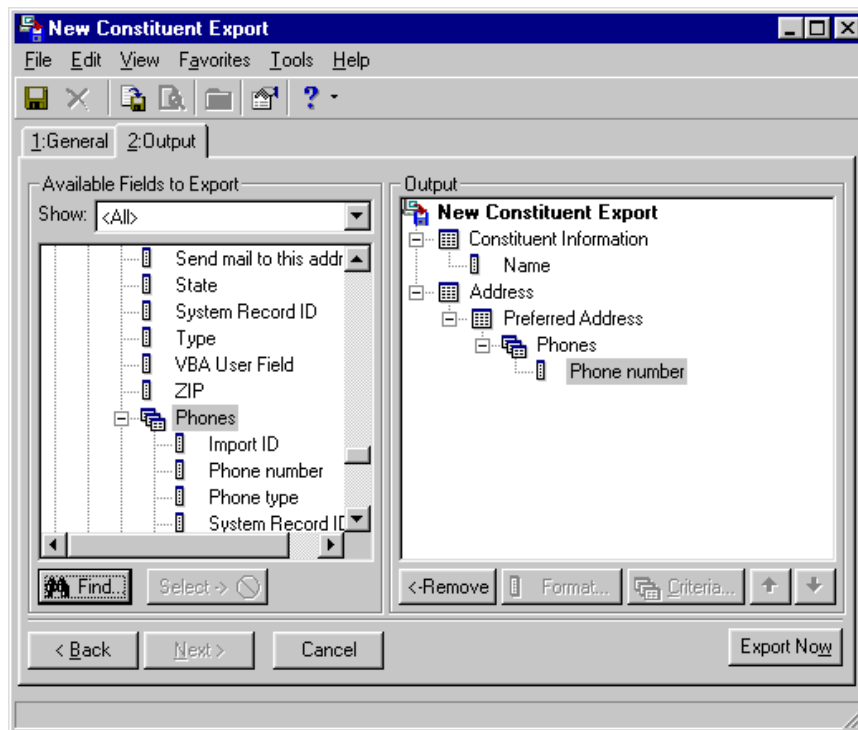 New Constituent Export
File Edit View Favorites Tools Help
?
1:General 2:Output
Available Fields to Export
Show: <All>
Send mail to this addr
State
System Record ID
Type
VBA User Field
ZIP
Phones
Import ID
Phone number
Phone type
System Record ID
Find...
Select ->
Output
New Constituent Export
Constituent Information
Name
Address
Preferred Address
Phones
Phone number
<-Remove Format... Criteria...
< Back Next > Cancel Export Now